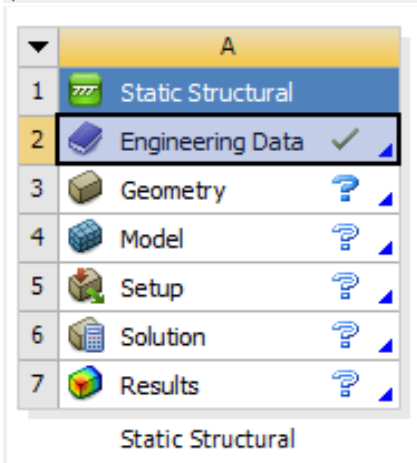 A
1 Static Structural
2 Engineering Data
3 Geometry ?
4 Model ?
5 Setup ?
6 Solution ?
7 Results ?
Static Structural